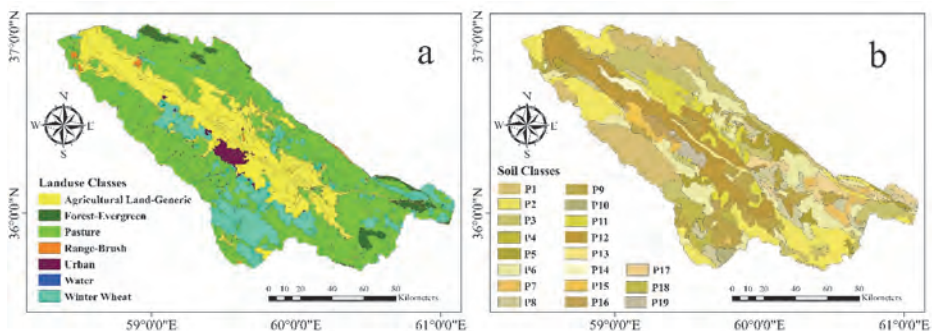 a
37°0'0"N
36°0'0"N
N
W E
S
Landuse Classes
Agricultural Land-Generic
Forest-Evergreen
Pasture
Range-Brush
Urban
Water
Winter Wheat
0 10 20 40 60 80
Kilometers
59°0'0"E 60°0'0"E 61°0'0"E
b
37°0'0"N
36°0'0"N
N
W E
S
Soil Classes
P1
P2
P3
P4
P5
P6
P7
P8
P9
P10
P11
P12
P13
P14
P15
P16
P17
P18
P19
0 10 20 40 60 80
Kilometers
59°0'0"E 60°0'0"E 61°0'0"E